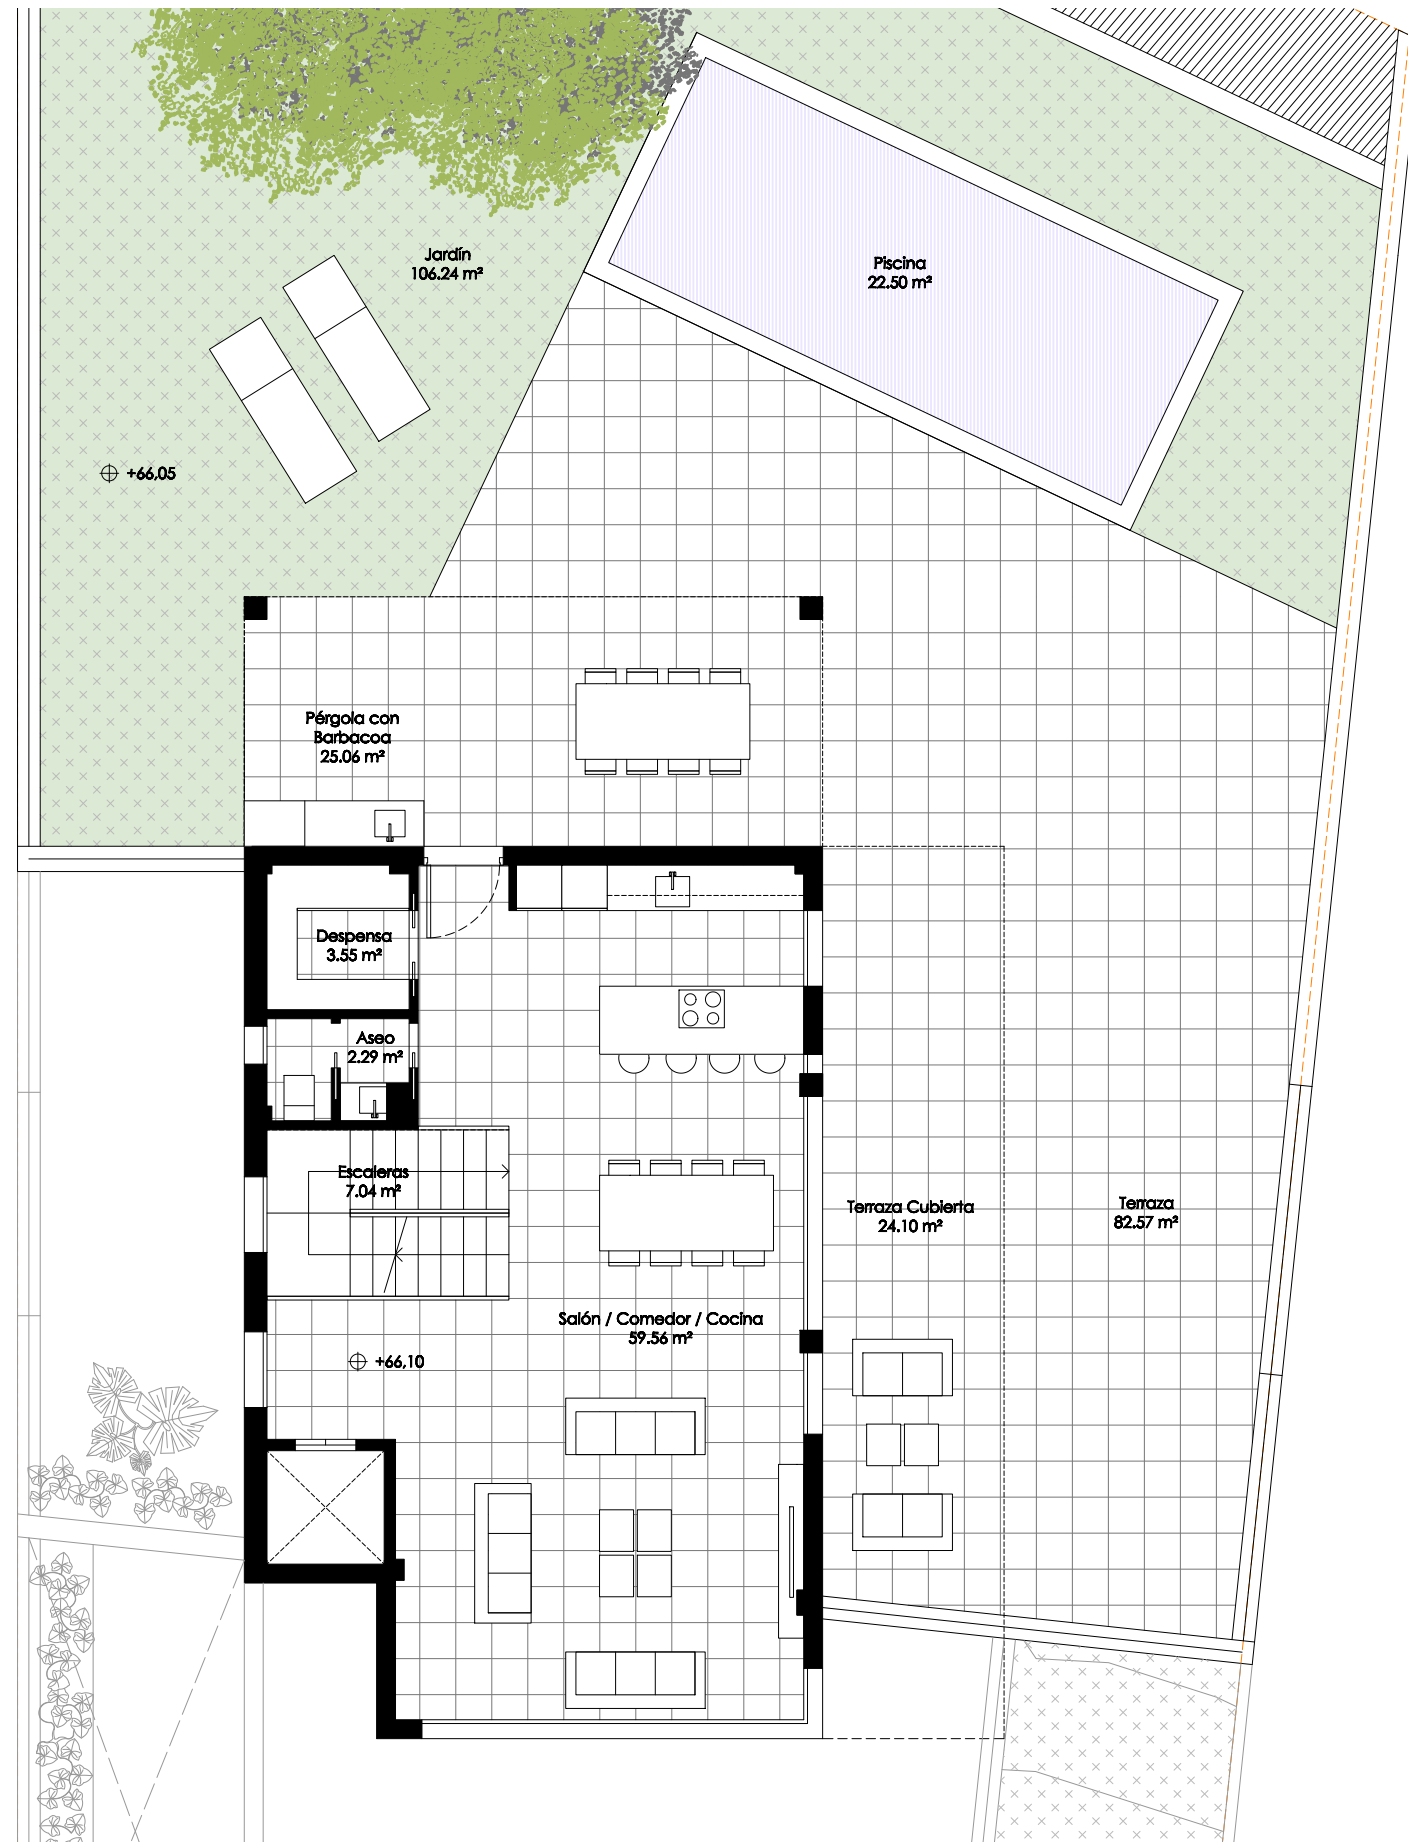 Jardín
106.24 m²
Piscina
22.50 m²
+66,05
Pérgola con
Barbacoa
25.06 m²
Despensa
3.55 m²
Aseo
2.29 m²
Escaleras
7.04 m²
Terraza Cubierta
24.10 m²
Terraza
82.57 m²
Salón / Comedor / Cocina
59.56 m²
+66,10